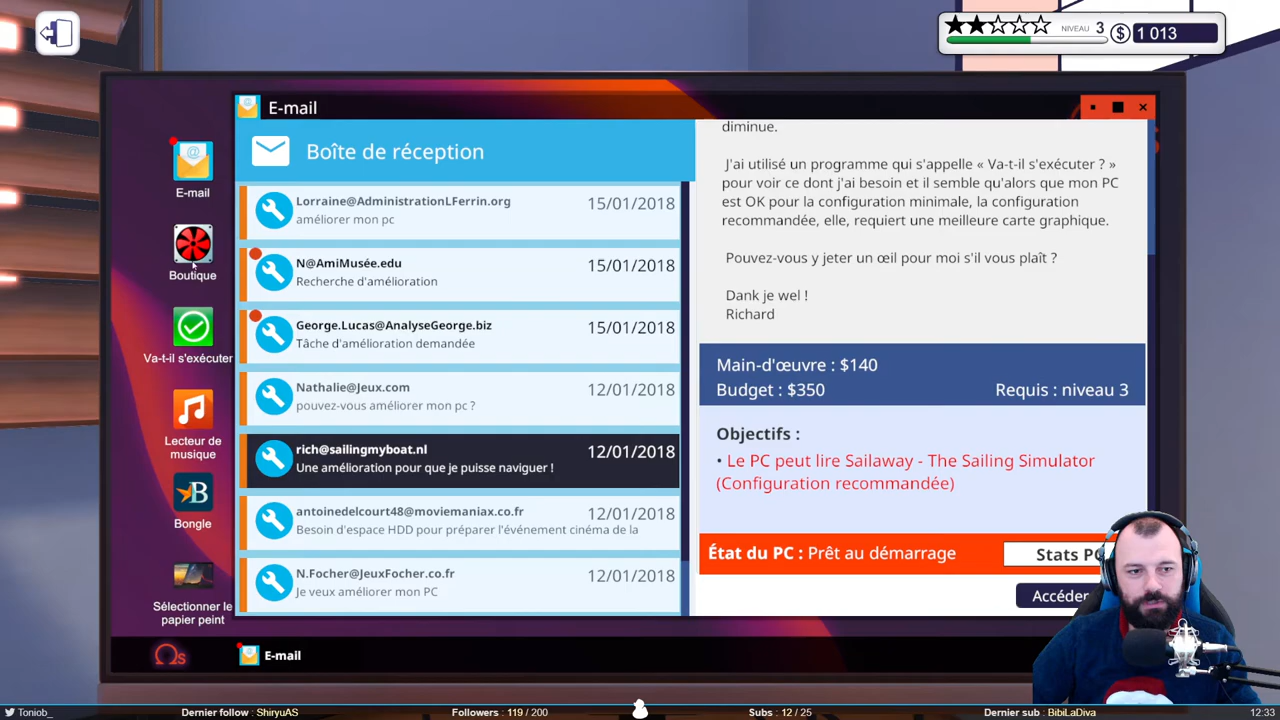 NIVEAU 3
$ 1 013
E-mail
Boîte de réception
Lorraine@AdministrationLFerrin.org
15/01/2018
améliorer mon pc
N@AmiMusée.edu
15/01/2018
Recherche d'amélioration
George.Lucas@AnalyseGeorge.biz
15/01/2018
Tâche d'amélioration demandée
Nathalie@Jeux.com
12/01/2018
pouvez-vous améliorer mon pc ?
rich@sailingmyboat.nl
12/01/2018
Une amélioration pour que je puisse naviguer !
antoinedelcourt48@moviemaniax.co.fr
12/01/2018
Besoin d'espace HDD pour préparer l'événement cinéma de la
N.Focher@JeuxFocher.co.fr
12/01/2018
Je veux améliorer mon PC
diminue.
J'ai utilisé un programme qui s'appelle « Va-t-il s'exécuter ? »
pour voir ce dont j'ai besoin et il semble qu'alors que mon PC
est OK pour la configuration minimale, la configuration
recommandée, elle, requiert une meilleure carte graphique.
Pouvez-vous y jeter un œil pour moi s'il vous plaît ?
Dank je wel !
Richard
Main-d'œuvre : $140
Budget : $350
Requis : niveau 3
Objectifs :
• Le PC peut lire Sailaway - The Sailing Simulator
(Configuration recommandée)
État du PC : Prêt au démarrage
Stats PC
Accéder
E-mail
Boutique
Va-t-il s'exécuter
Lecteur de
musique
B
Bongle
Sélectionner le
papier peint
Ωs
E-mail
Toniob_
Dernier follow : ShiryuAS
Followers : 119 / 200
Subs : 12 / 25
Dernier sub : BibiLaDiva
12:33